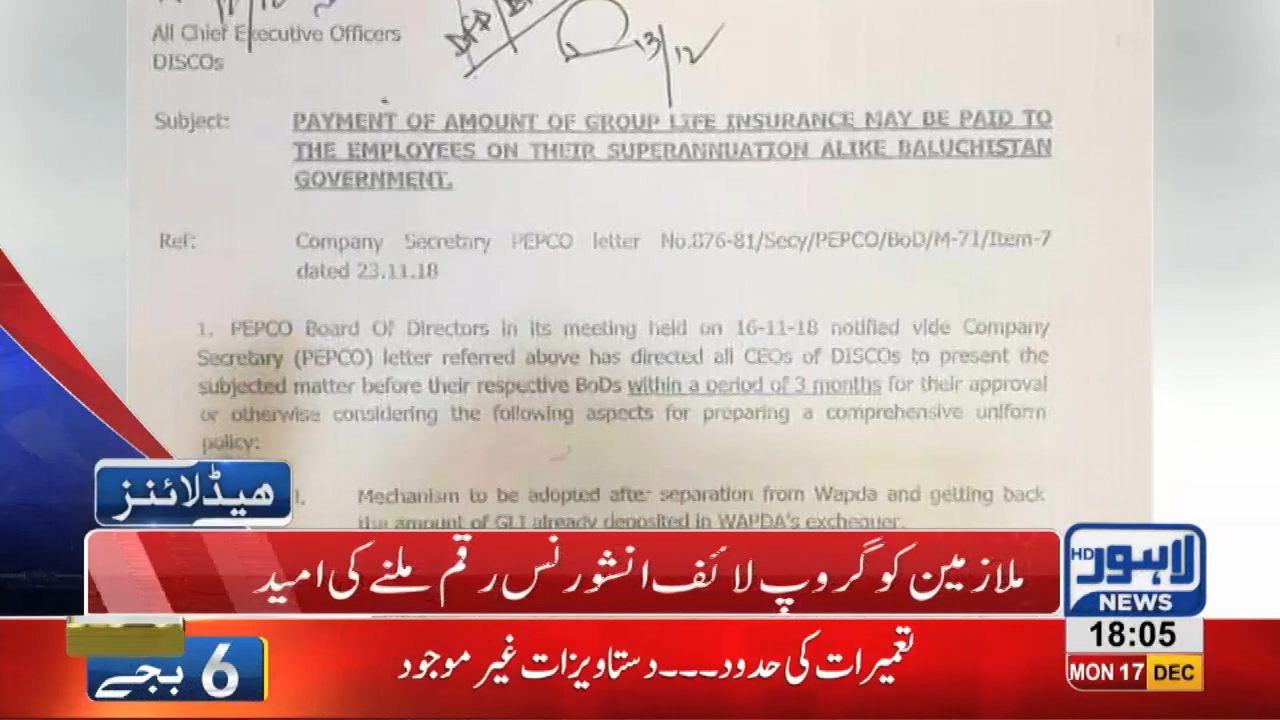 All Chief Executive Officers
DISCOs
13/12
Subject: PAYMENT OF AMOUNT OF GROUP LIFE INSURANCE MAY BE PAID TO
THE EMPLOYEES ON THEIR SUPERANNUATION ALIKE BALUCHISTAN
GOVERNMENT.
Ref: Company Secretary PEPCO letter No.876-81/Secy/PEPCO/BoD/M-71/Item-7
dated 23.11.18
1. PEPCO Board Of Directors in its meeting held on 16-11-18 notified vide Company
Secretary (PEPCO) letter referred above has directed all CEOs of DISCOs to present the
subjected matter before their respective BoDs within a period of 3 months for their approval
or otherwise considering the following aspects for preparing a comprehensive uniform
policy:
I. Mechanism to be adopted after separation from Wapda and getting back
the amount of GLI already deposited in WAPDA's exchequer.
ہیڈلائنز
ملازمین کو گروپ لائف انشورنس رقم ملنے کی امید
HD لاہور
NEWS
18:05
MON 17 DEC
6 بجے
تعمیرات کی حدود۔۔۔دستاویزات غیر موجود